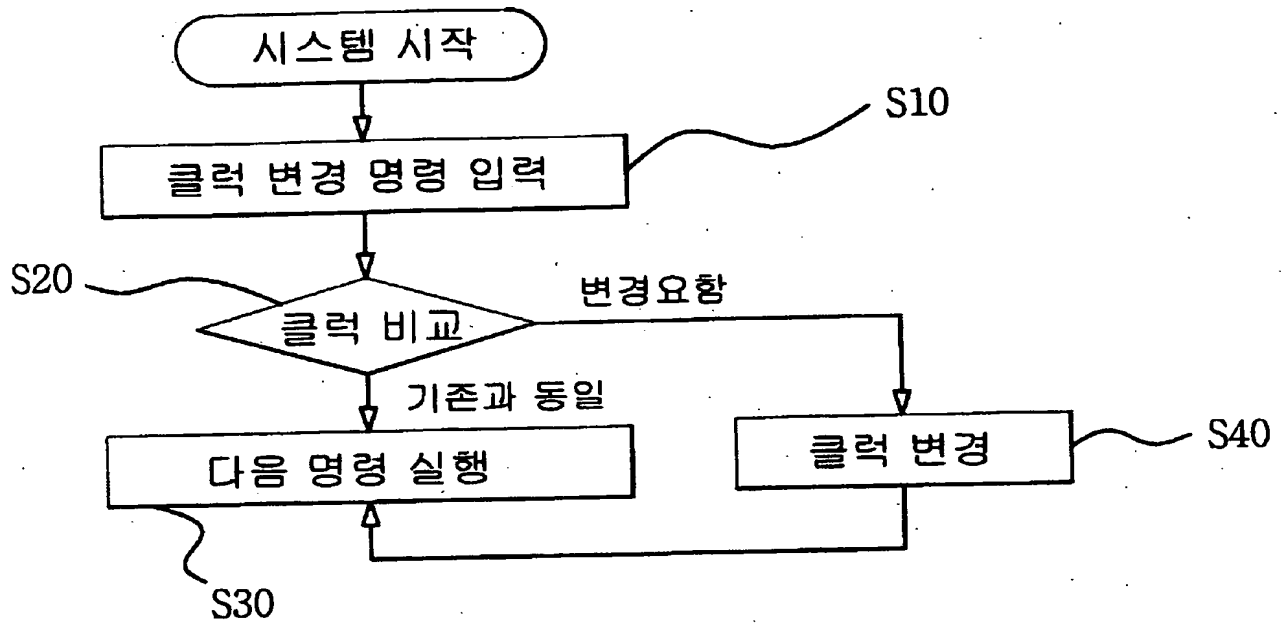 시스템 시작
S10
클럭 변경 명령 입력
S20
변경요함
클럭 비교
기존과 동일
다음 명령 실행
클럭 변경
S40
S30